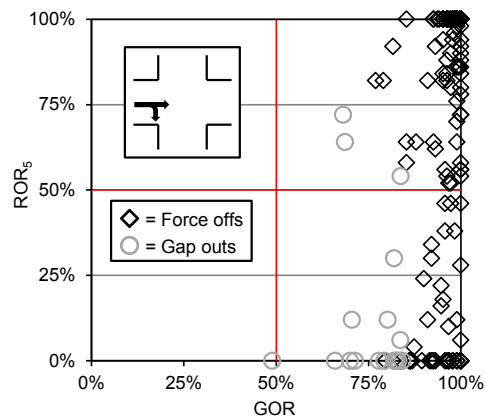 100%
75%
50%
25%
0%
ROR5
= Force offs
= Gap outs
0%
25%
50%
75%
100%
GOR